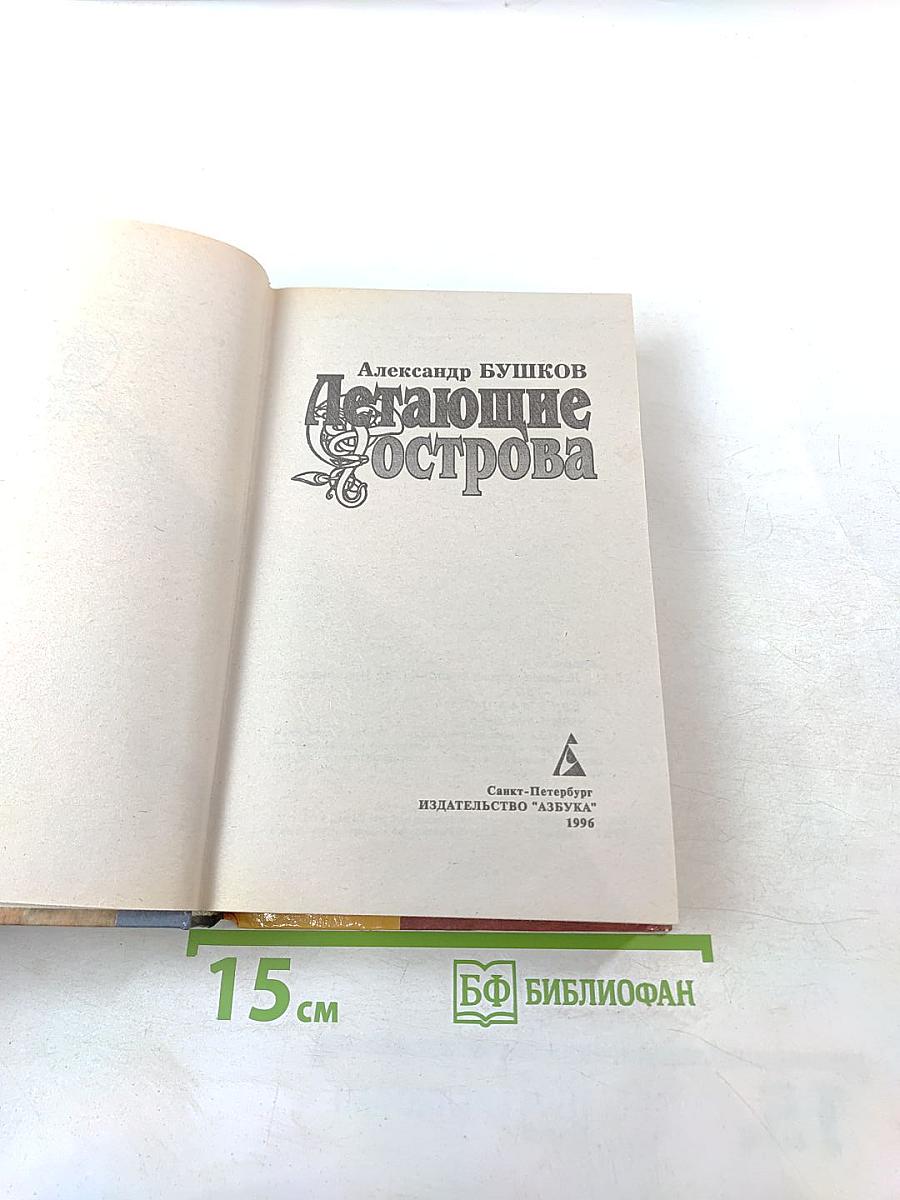 Александр БУШКОВ
Летающие
острова
Санкт-Петербург
ИЗДАТЕЛЬСТВО "АЗБУКА"
1996
15 см
БФ БИБЛИОФАН